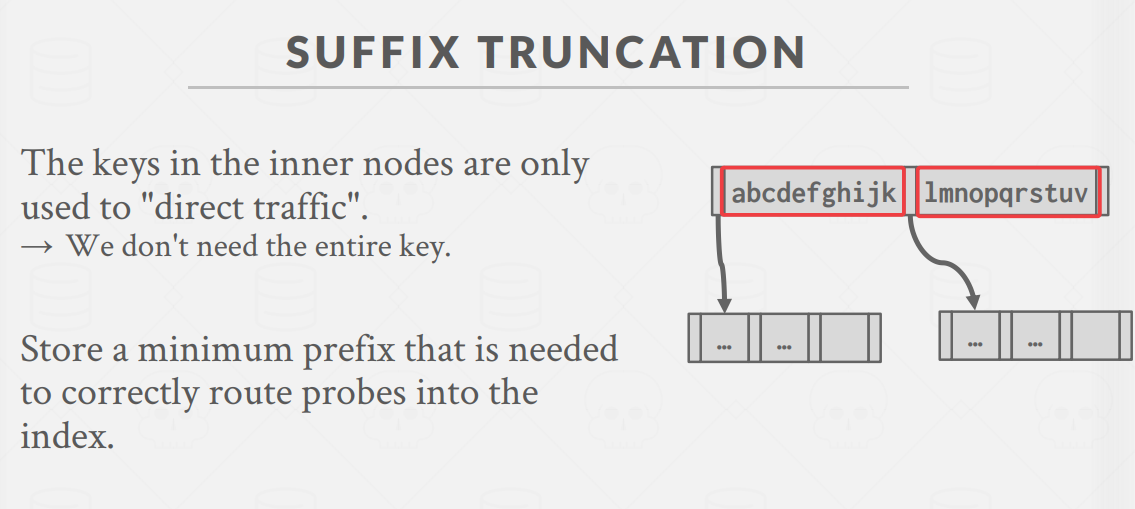 SUFFIX TRUNCATION
The keys in the inner nodes are only
used to "direct traffic".
→ We don't need the entire key.
Store a minimum prefix that is needed
to correctly route probes into the
index.
abcdefghijk lmnopqrstuv
... ... ... ...